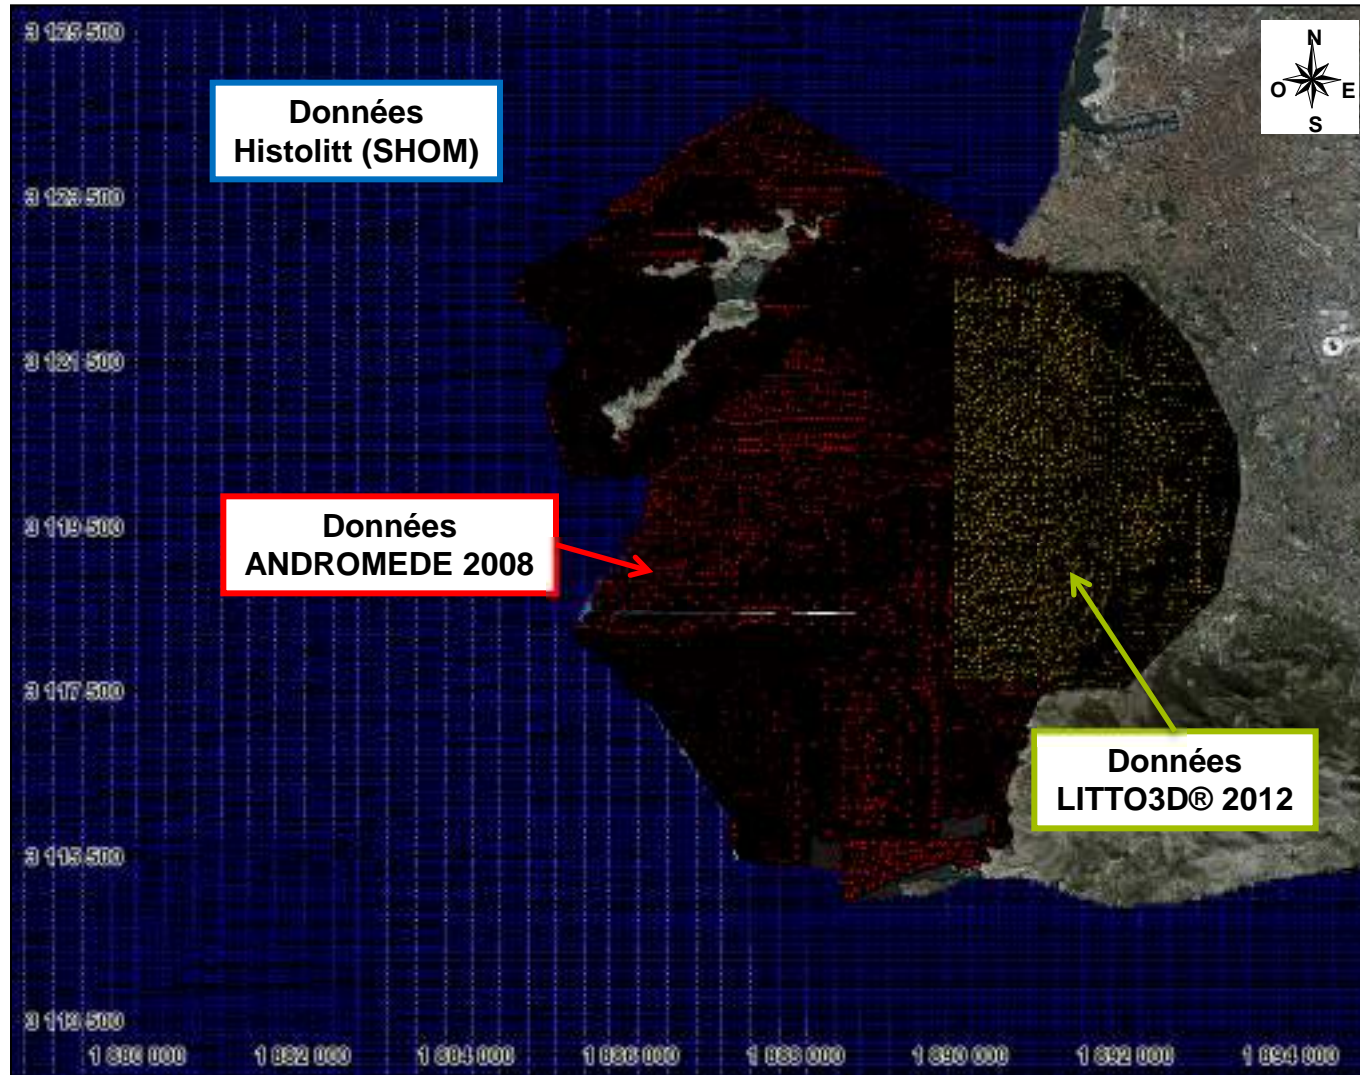 3 125 500
N
O E
S
Données
Histolitt (SHOM)
3 123 500
3 121 500
3 119 500
Données
ANDROMEDE 2008
3 117 500
Données
LITTO3D® 2012
3 115 500
3 113 500
1 880 000 1 882 000 1 884 000 1 886 000 1 888 000 1 890 000 1 892 000 1 894 000